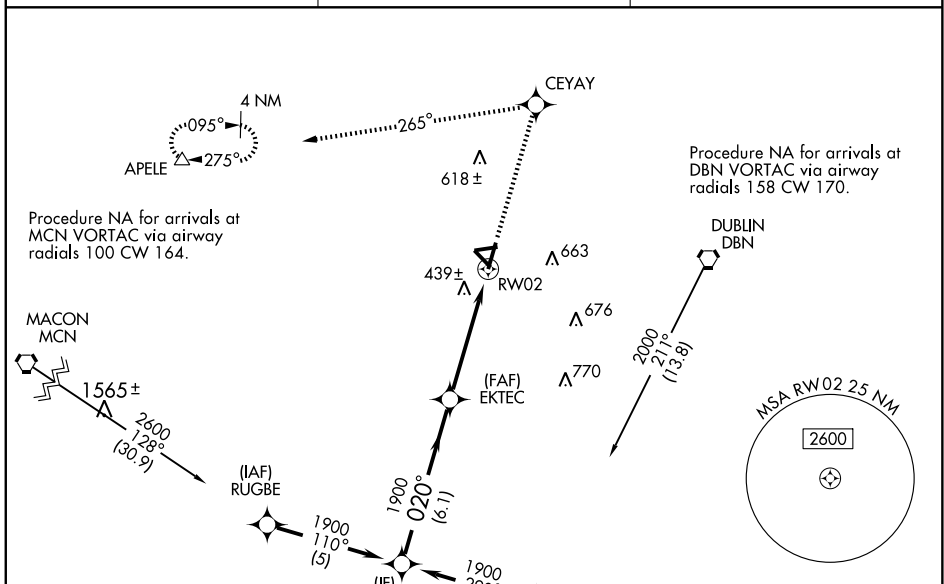 CEYAY
4 NM
095°
265°
275°
APELE
618 ±
Procedure NA for arrivals at
DBN VORTAC via airway
radials 158 CW 170.
Procedure NA for arrivals at
MCN VORTAC via airway
radials 100 CW 164.
DUBLIN
DBN
663
439±
RW02
MACON
MCN
676
2000
211°
(13.8)
1565 ±
770
(FAF)
EKTEC
MSA RW02 25 NM
2600
2600
128°
(30.9)
(IAF)
RUGBE
1900
020°
(6.1)
1900
110°
(5)
1900
(IF)